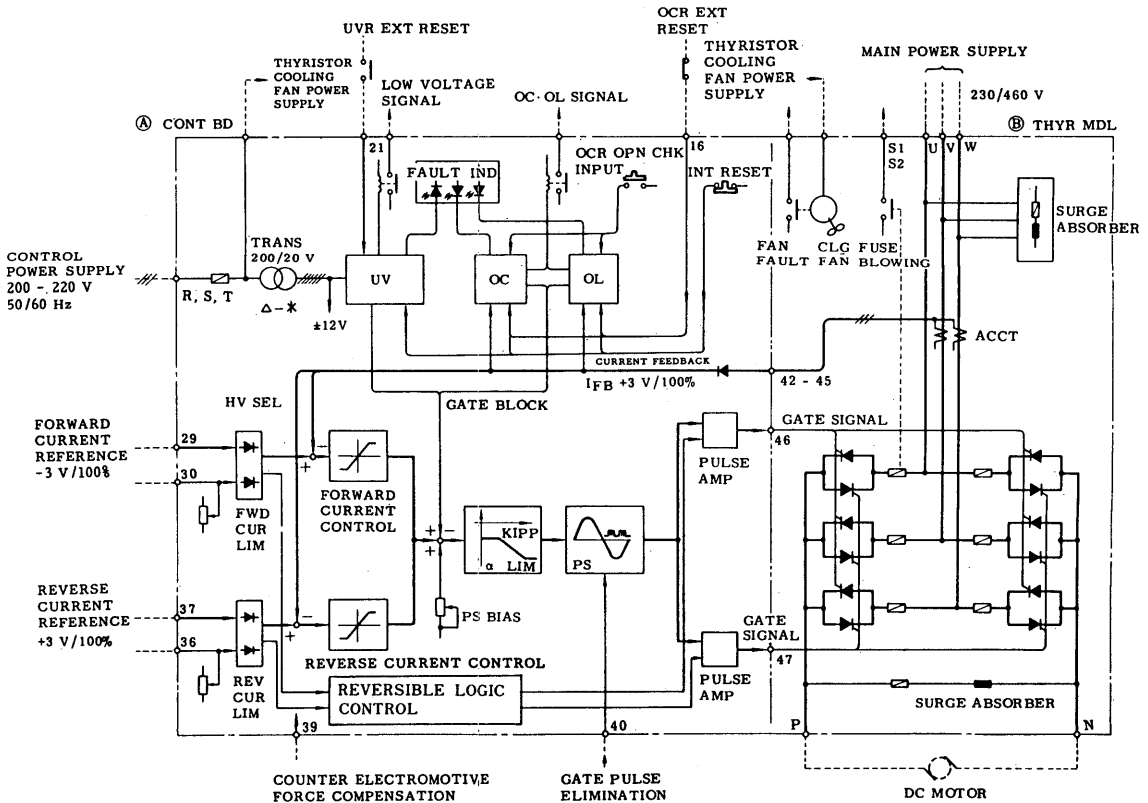 UVR EXT RESET
OCR EXT
RESET
THYRISTOR
COOLING
FAN POWER
SUPPLY
LOW VOLTAGE
SIGNAL
OC·OL SIGNAL
THYRISTOR
COOLING
FAN POWER
SUPPLY
MAIN POWER SUPPLY
230/460 V
Ⓐ CONT BD
Ⓑ THYR MDL
21
16
S1
S2
U
V
W
FAULT IND
OCR OPN CHK
INPUT
INT RESET
SURGE
ABSORBER
FAN
FAULT
CLG
FAN
FUSE
BLOWING
CONTROL
POWER SUPPLY
200 - 220 V
50/60 Hz
TRANS
200/20 V
R, S, T
Δ-*
±12V
UV
OC
OL
ACCT
CURRENT FEEDBACK
IFB +3 V/100%
42 - 45
HV SEL
GATE BLOCK
FORWARD
CURRENT
REFERENCE
-3 V/100%
29
30
FWD
CUR
LIM
-
+
FORWARD
CURRENT
CONTROL
GATE SIGNAL
46
PULSE
AMP
+
+
-
α
KIPP
LIM
PS
PS BIAS
REVERSE
CURRENT
REFERENCE
+3 V/100%
37
36
REV
CUR
LIM
-
+
REVERSE CURRENT CONTROL
REVERSIBLE LOGIC
CONTROL
GATE
SIGNAL
47
PULSE
AMP
SURGE ABSORBER
39
40
P
N
COUNTER ELECTROMOTIVE
FORCE COMPENSATION
GATE PULSE
ELIMINATION
DC MOTOR